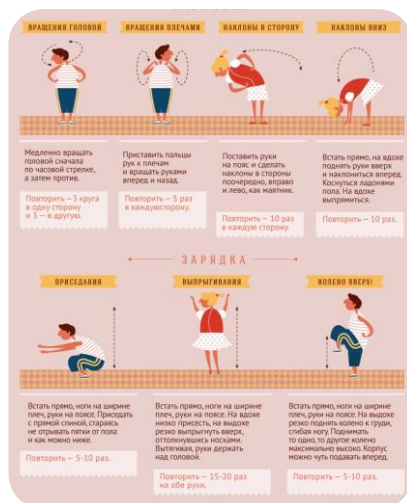 ВРАЩЕНИЯ ГОЛОВОЙ
Медленно вращать
головой сначала
по часовой стрелке,
а затем против.
Повторить — 3 круга
в одну сторону
и 3 — в другую.
ВРАЩЕНИЯ ПЛЕЧАМИ
Приставить пальцы
рук к плечам
и вращать руками
вперед и назад.
Повторить — 5 раз
в каждуюсторону.
НАКЛОНЫ В СТОРОНУ
Поставить руки
на пояс и сделать
наклоны в стороны
поочередно, вправо
и лево, как маятник.
Повторить — 10 раз
в каждую сторону.
НАКЛОНЫ ВНИЗ
Встать прямо, на вдохе
поднять руки вверх
и наклониться вперед.
Коснуться ладонями
пола. На вдохе
выпрямиться.
Повторить — 10 раз.
ЗАРЯДКА
ПРИСЕДАНИЯ
Встать прямо, ноги на ширине
плеч, руки на поясе. Приседать
с прямой спиной, стараясь
не отрывать пятки от пола
и как можно ниже.
Повторить — 5-10 раз.
ВЫПРЫГИВАНИЯ
Встать прямо, ноги на ширине
плеч, руки на поясе. На вдохе
низко присесть, на выдохе
резко выпрыгнуть вверх,
оттолкнувшись носками.
Вытягивая, руки держать
над головой.
Повторить — 15-20 раз
на обе руки.
КОЛЕНО ВВЕРХ!
Встать прямо, ноги на ширине
плеч, руки на поясе. На выдохе
резко поднять колено к груди,
сгибая ногу. Поднимать
то одно, то другое колено
максимально высоко. Корпус
можно чуть подавать вперед.
Повторить — 5-10 раз.